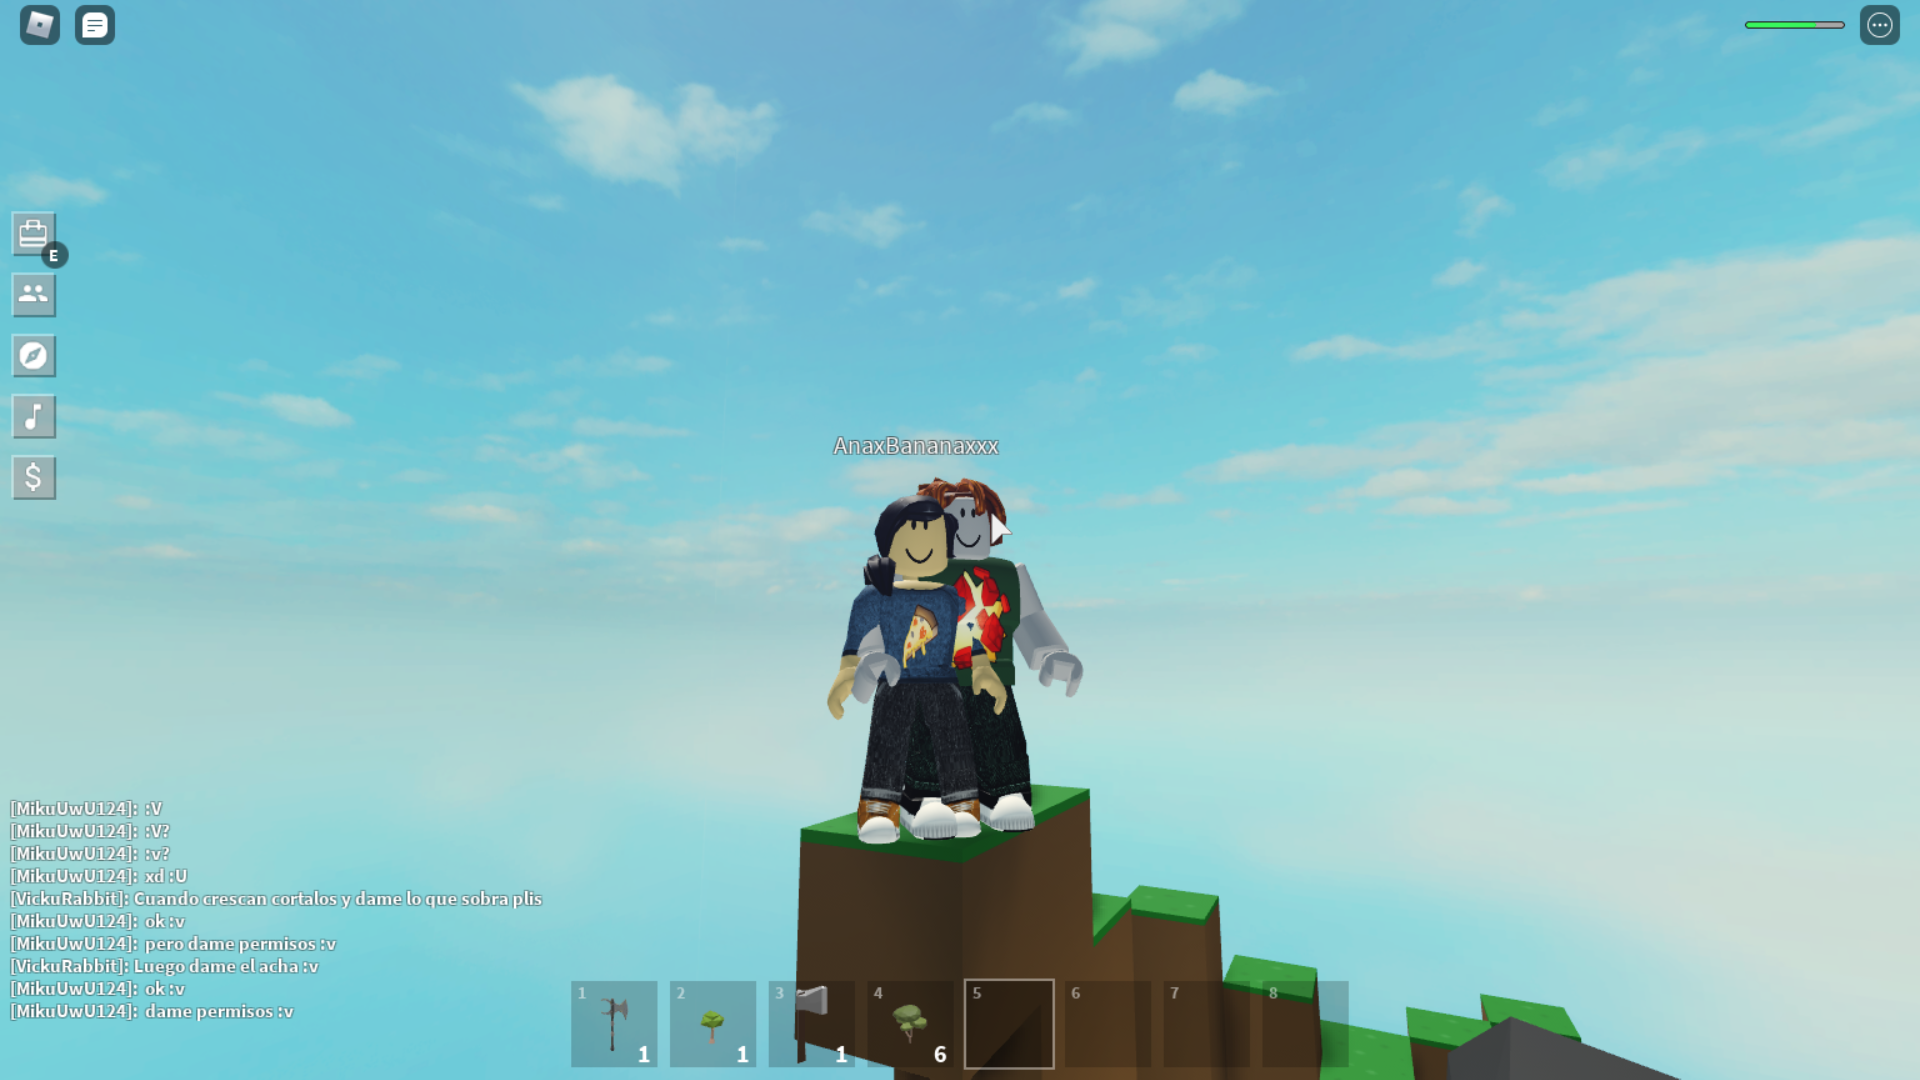 E
AnaxBananaxxx
[MikuUwU124]: :V
[MikuUwU124]: :V?
[MikuUwU124]: :v?
[MikuUwU124]: xd :U
[VickuRabbit]: Cuando crescan cortalos y dame lo que sobra plis
[MikuUwU124]: ok :v
[MikuUwU124]: pero dame permisos :v
[VickuRabbit]: Luego dame el acha :v
[MikuUwU124]: ok :v
[MikuUwU124]: dame permisos :v
1 2 3 4 5 6 7 8
1 1 1 6